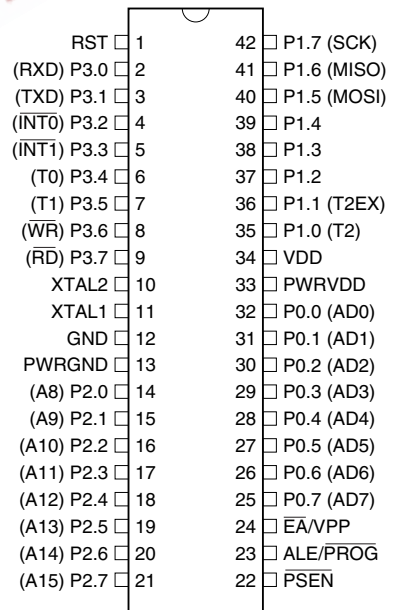 RST 1 42 P1.7 (SCK)
(RXD) P3.0 2 41 P1.6 (MISO)
(TXD) P3.1 3 40 P1.5 (MOSI)
(I̅N̅T̅0̅) P3.2 4 39 P1.4
(I̅N̅T̅1̅) P3.3 5 38 P1.3
(T0) P3.4 6 37 P1.2
(T1) P3.5 7 36 P1.1 (T2EX)
(W̅R̅) P3.6 8 35 P1.0 (T2)
(R̅D̅) P3.7 9 34 VDD
XTAL2 10 33 PWRVDD
XTAL1 11 32 P0.0 (AD0)
GND 12 31 P0.1 (AD1)
PWRGND 13 30 P0.2 (AD2)
(A8) P2.0 14 29 P0.3 (AD3)
(A9) P2.1 15 28 P0.4 (AD4)
(A10) P2.2 16 27 P0.5 (AD5)
(A11) P2.3 17 26 P0.6 (AD6)
(A12) P2.4 18 25 P0.7 (AD7)
(A13) P2.5 19 24 E̅A̅/VPP
(A14) P2.6 20 23 ALE/P̅R̅O̅G̅
(A15) P2.7 21 22 P̅S̅E̅N̅